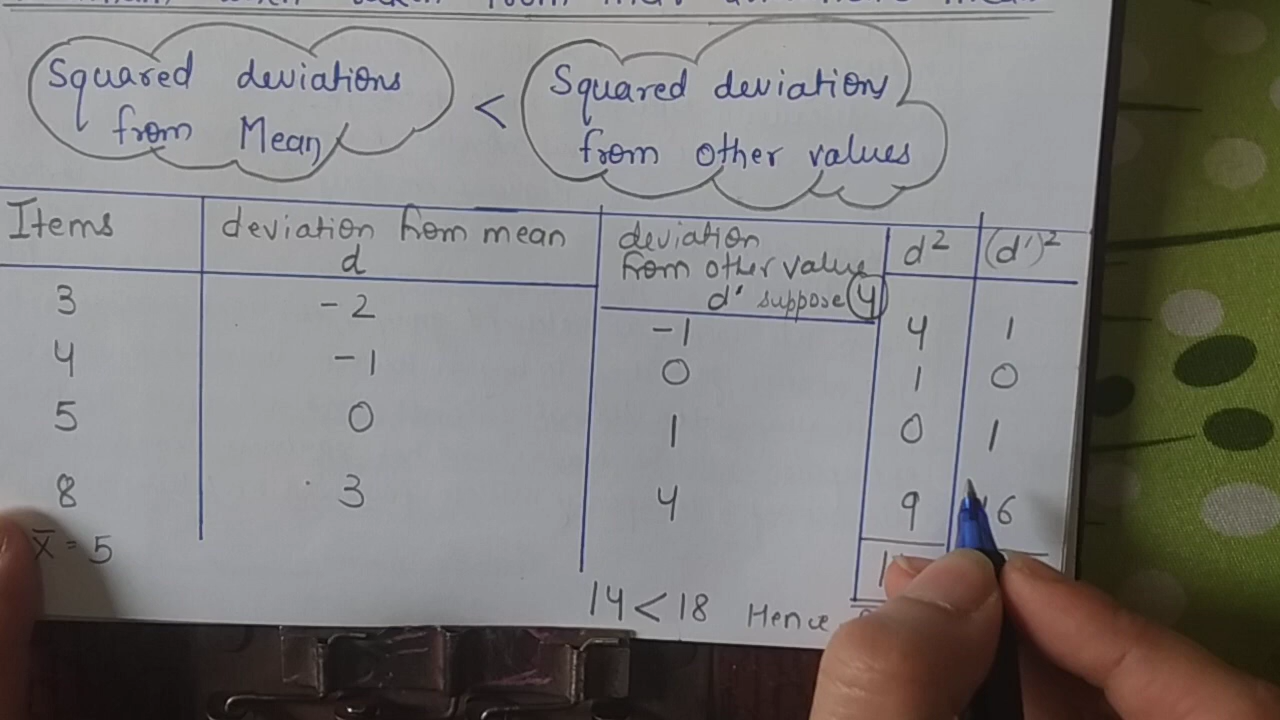 Squared deviations
from Mean
<
Squared deviations
from other values
Items
deviation from mean
d
deviation
from other value
d' suppose 4
d² (d')²
3 -2 -1 4 1
4 -1 0 1 0
5 0 1 0 1
8 3 4 9 16
x̄ = 5
14 < 18 Hence